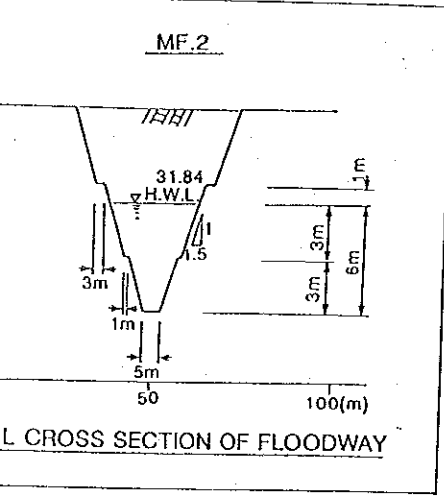 MF.2
31.84
H.W.L.
1
1.5
1m
3m
6m
3m
3m
1m
5m
50
100(m)
L CROSS SECTION OF FLOODWAY